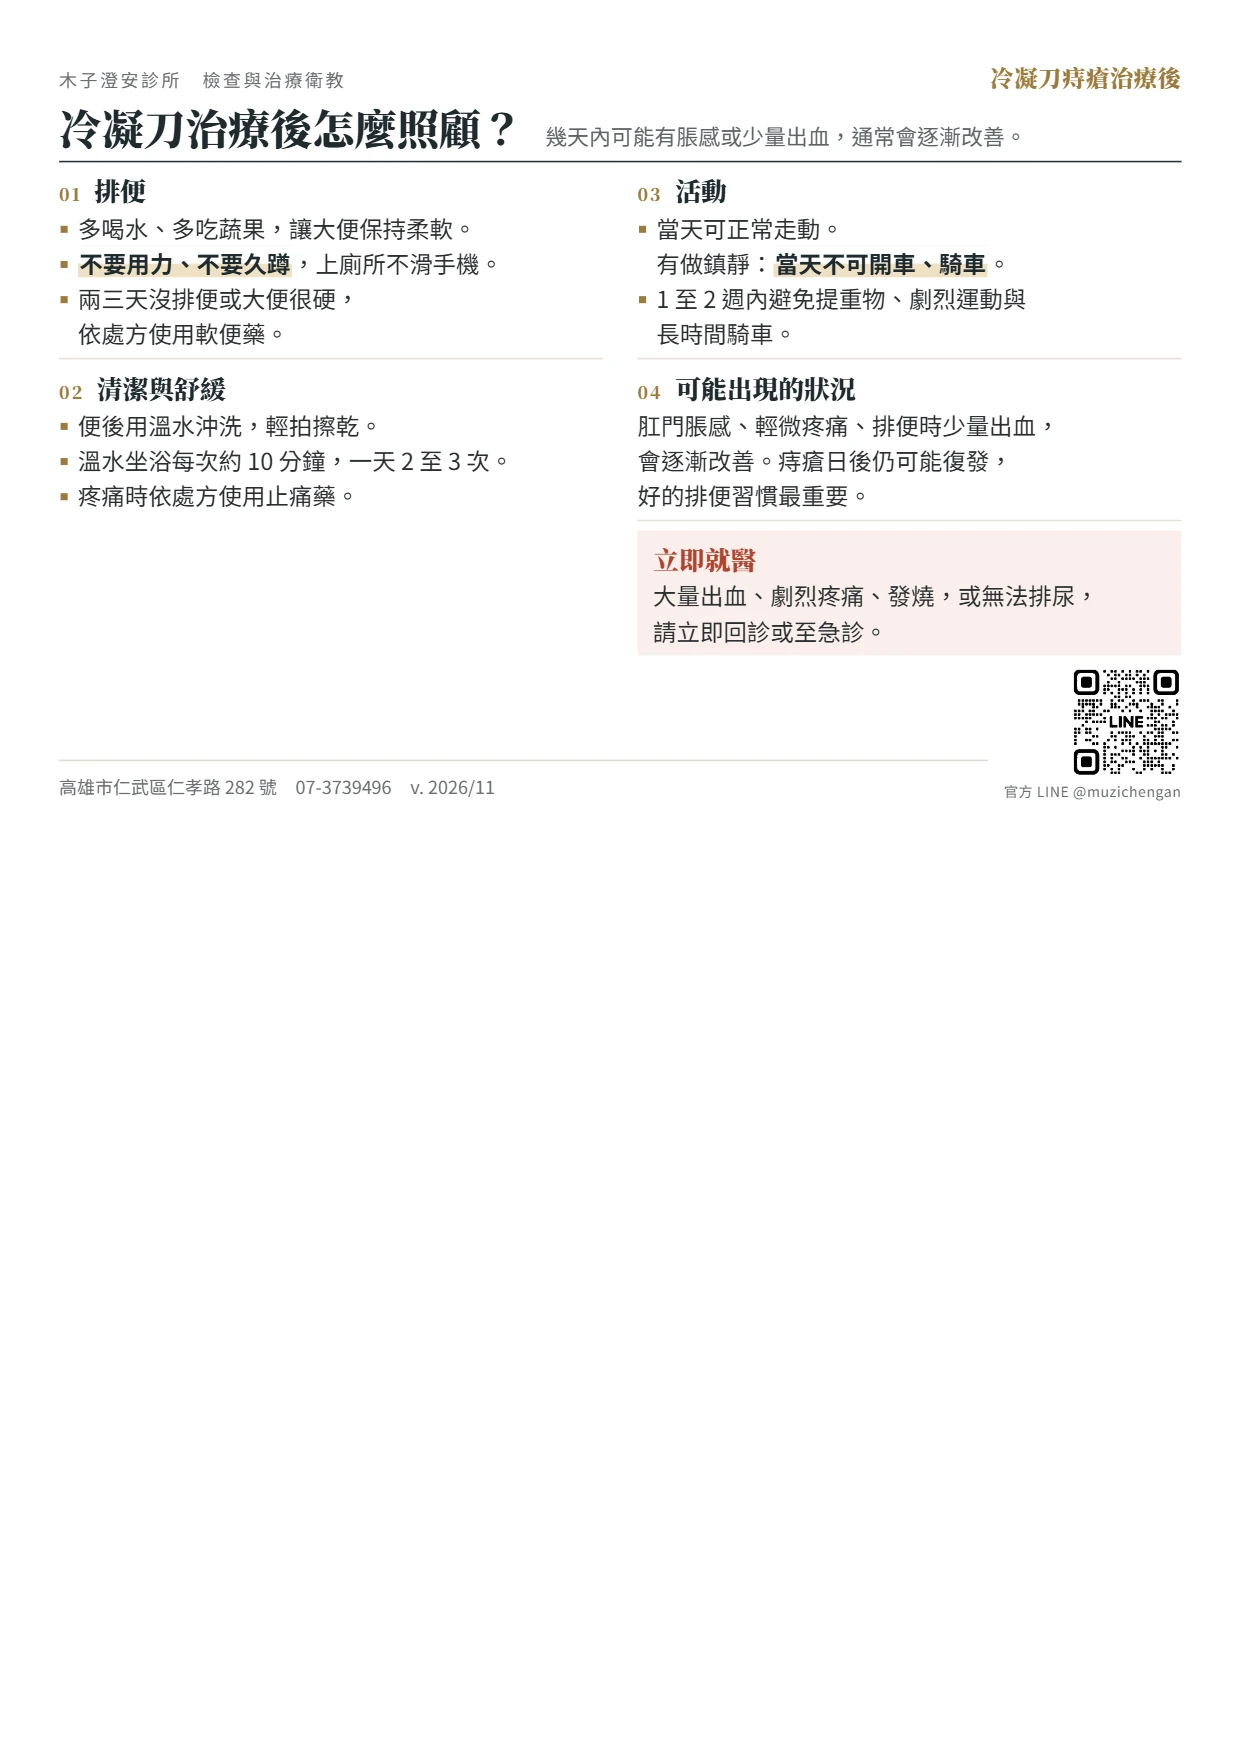 木子澄安診所　檢查與治療衛教
冷凝刀痔瘡治療後
冷凝刀治療後怎麼照顧？
幾天內可能有脹感或少量出血，通常會逐漸改善。
01 排便
多喝水、多吃蔬果，讓大便保持柔軟。
不要用力、不要久蹲，上廁所不滑手機。
兩三天沒排便或大便很硬，
依處方使用軟便藥。
02 清潔與舒緩
便後用溫水沖洗，輕拍擦乾。
溫水坐浴每次約 10 分鐘，一天 2 至 3 次。
疼痛時依處方使用止痛藥。
03 活動
當天可正常走動。
有做鎮靜：當天不可開車、騎車。
1 至 2 週內避免提重物、劇烈運動與
長時間騎車。
04 可能出現的狀況
肛門脹感、輕微疼痛、排便時少量出血，
會逐漸改善。痔瘡日後仍可能復發，
好的排便習慣最重要。
立即就醫
大量出血、劇烈疼痛、發燒，或無法排尿，
請立即回診或至急診。
LINE
高雄市仁武區仁孝路 282 號　07-3739496　v. 2026/11
官方 LINE @muzichengan